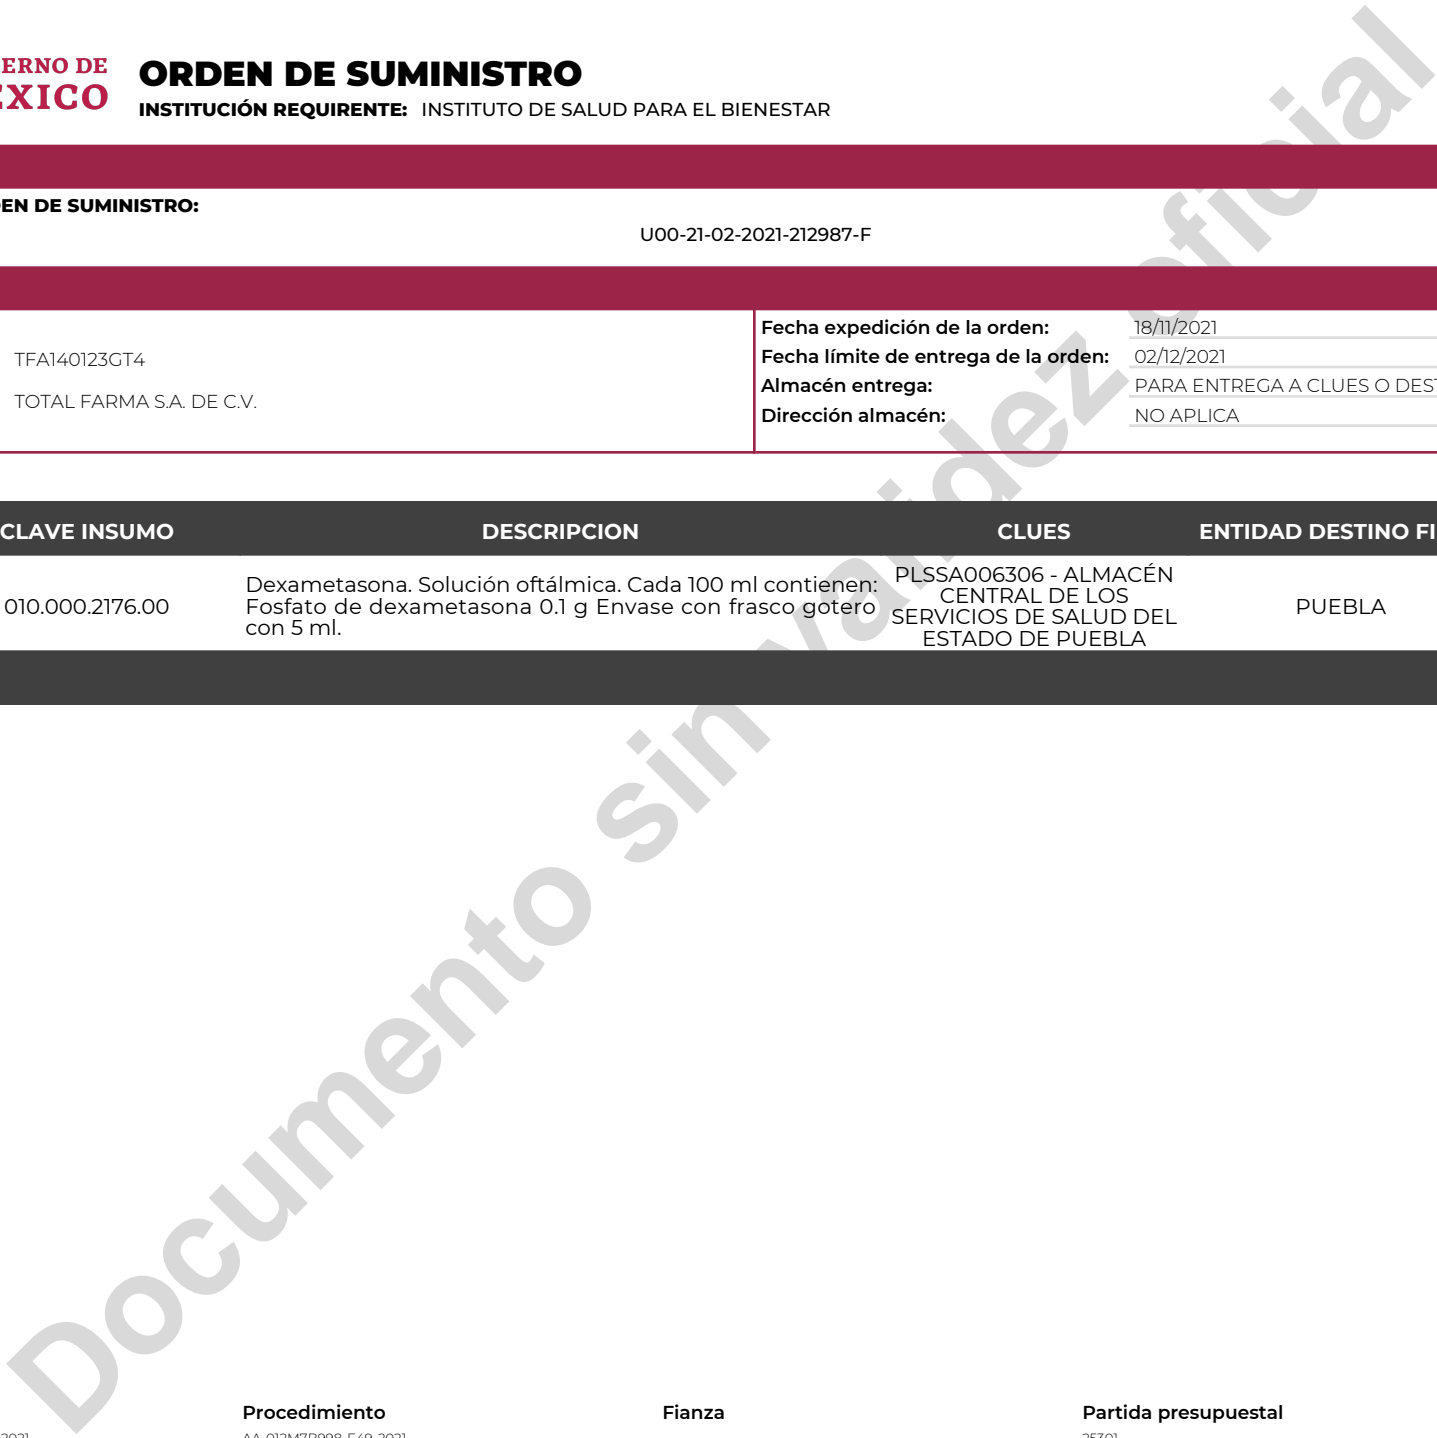 ERNO DE
ORDEN DE SUMINISTRO
EXICO
INSTITUCIÓN REQUIRENTE: INSTITUTO DE SALUD PARA EL BIENESTAR
EN DE SUMINISTRO:
U00-21-02-2021-212987-F
TFA140123GT4
TOTAL FARMA S.A. DE C.V.
Fecha expedición de la orden: 18/11/2021
Fecha límite de entrega de la orden: 02/12/2021
Almacén entrega: PARA ENTREGA A CLUES O DEST
Dirección almacén: NO APLICA
CLAVE INSUMO DESCRIPCION CLUES ENTIDAD DESTINO FI
010.000.2176.00
Dexametasona. Solución oftálmica. Cada 100 ml contienen:
Fosfato de dexametasona 0.1 g Envase con frasco gotero
con 5 ml.
PLSSA006306 - ALMACÉN
CENTRAL DE LOS
SERVICIOS DE SALUD DEL
ESTADO DE PUEBLA
PUEBLA
Documento sin validez oficial
Procedimiento Fianza Partida presupuestal